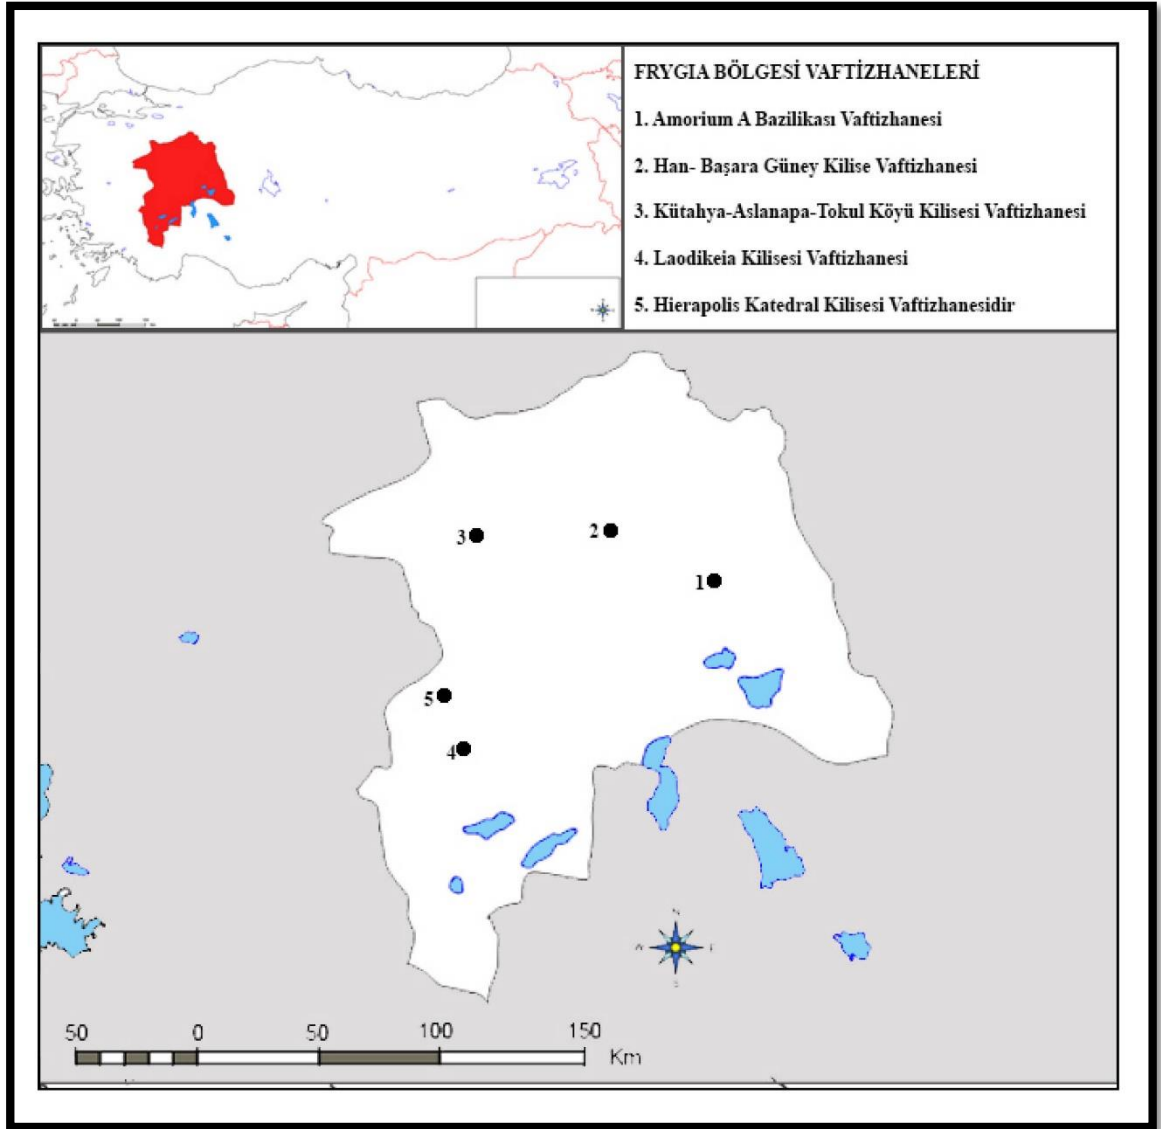 FRYGIA BÖLGESİ VAFTİZHANELERİ
1. Amorium A Bazilikası Vaftizhanesi
2. Han- Başara Güney Kilise Vaftizhanesi
3. Kütahya-Aslanapa-Tokul Köyü Kilisesi Vaftizhanesi
4. Laodikeia Kilisesi Vaftizhanesi
5. Hierapolis Katedral Kilisesi Vaftizhanesidir
3
2
1
5
4
N
S
50 0 50 100 150
Km